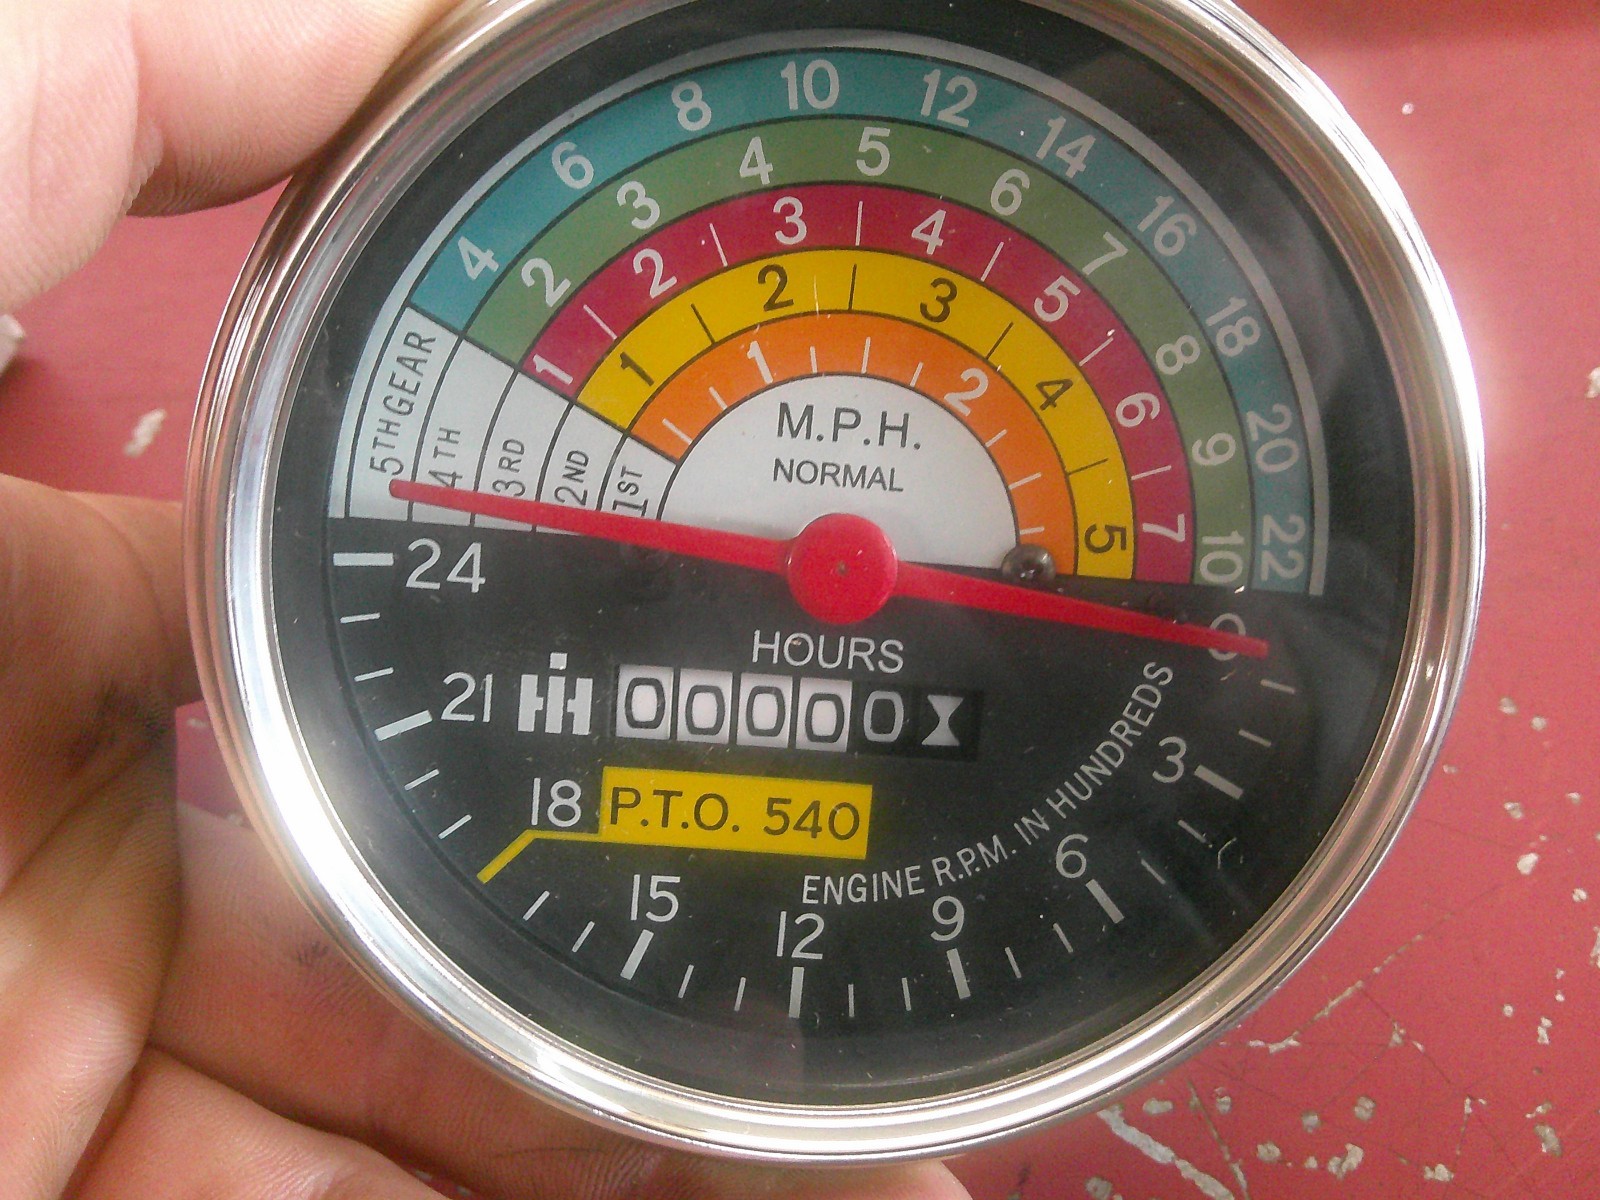 4 6 8 10 12 14 16 18 20 22
2 3 4 5 6 7 8 9 10
1 2 3 4 5 6 7
1 2 3 4 5
1 2
5TH GEAR
4TH
3RD
2ND
1ST
M.P.H.
NORMAL
HOURS
IH 00000
P.T.O. 540
24 21 18 15 12 9 6 3 0
ENGINE R.P.M. IN HUNDREDS